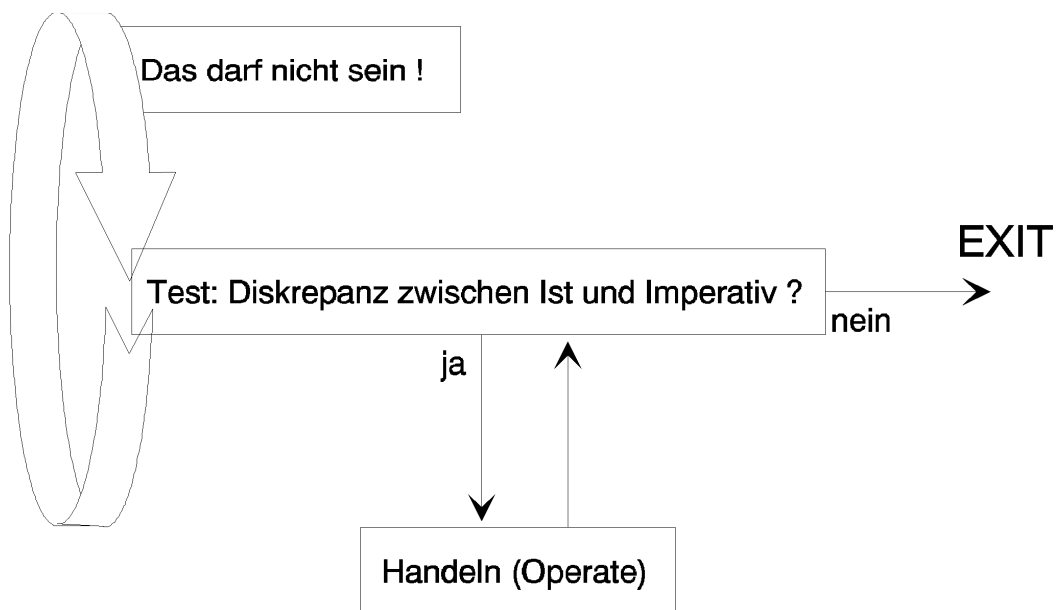 Das darf nicht sein !
EXIT
Test: Diskrepanz zwischen Ist und Imperativ ?
nein
ja
Handeln (Operate)